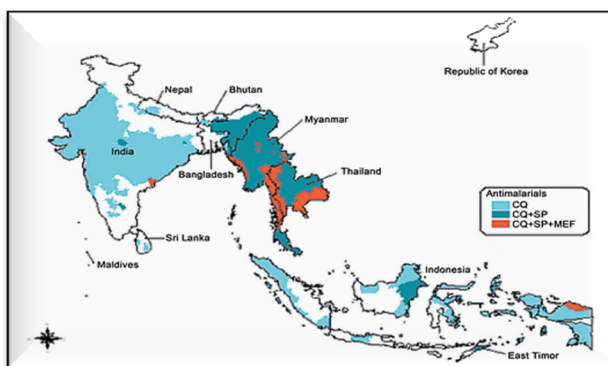 Republic of Korea
Nepal
Bhutan
Myanmar
India
Bangladesh
Thailand
Antimalarials
CQ
CQ+SP
CQ+SP+MEF
Sri Lanka
Maldives
Indonesia
East Timor